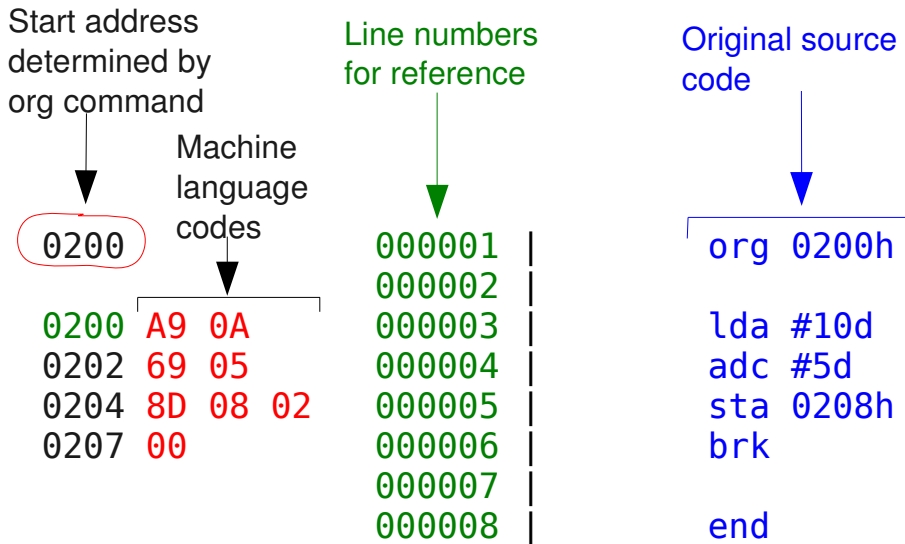 Start address
determined by
org command
Machine
language
codes
Line numbers
for reference
Original source
code
0200 000001 | org 0200h
000002 |
0200 A9 0A 000003 | lda #10d
0202 69 05 000004 | adc #5d
0204 8D 08 02 000005 | sta 0208h
0207 00 000006 | brk
000007 |
000008 | end